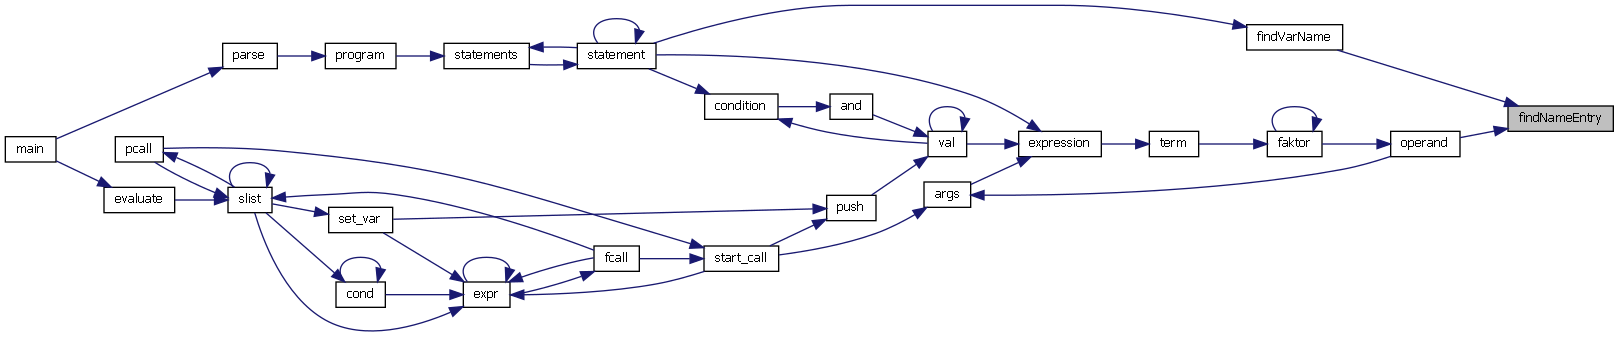 main
parse
program
statements
statement
findVarName
findNameEntry
pcall
evaluate
slist
set_var
cond
expr
fcall
start_call
condition
and
val
push
args
expression
term
faktor
operand